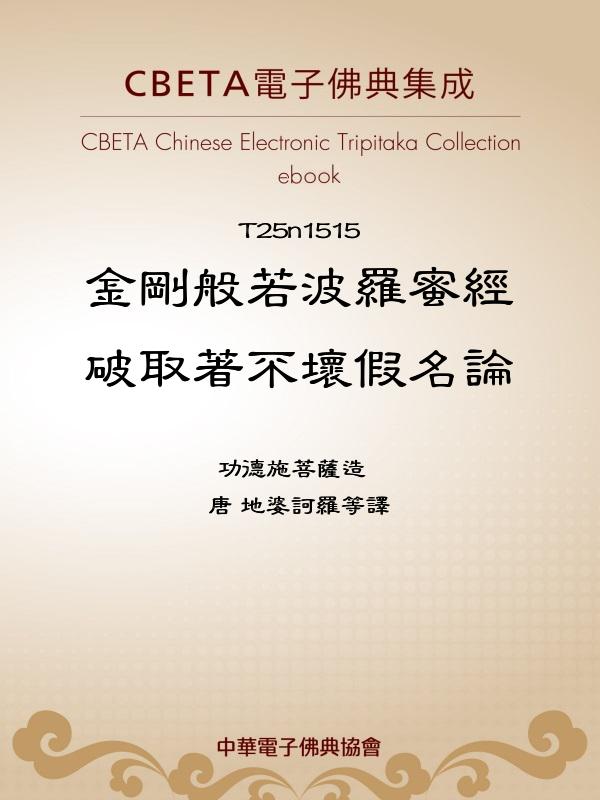 CBETA電子佛典集成
CBETA Chinese Electronic Tripitaka Collection
ebook
T25n1515
金剛般若波羅蜜經
破取著不壞假名論
功德施菩薩造
唐 地婆訶羅等譯
中華電子佛典協會